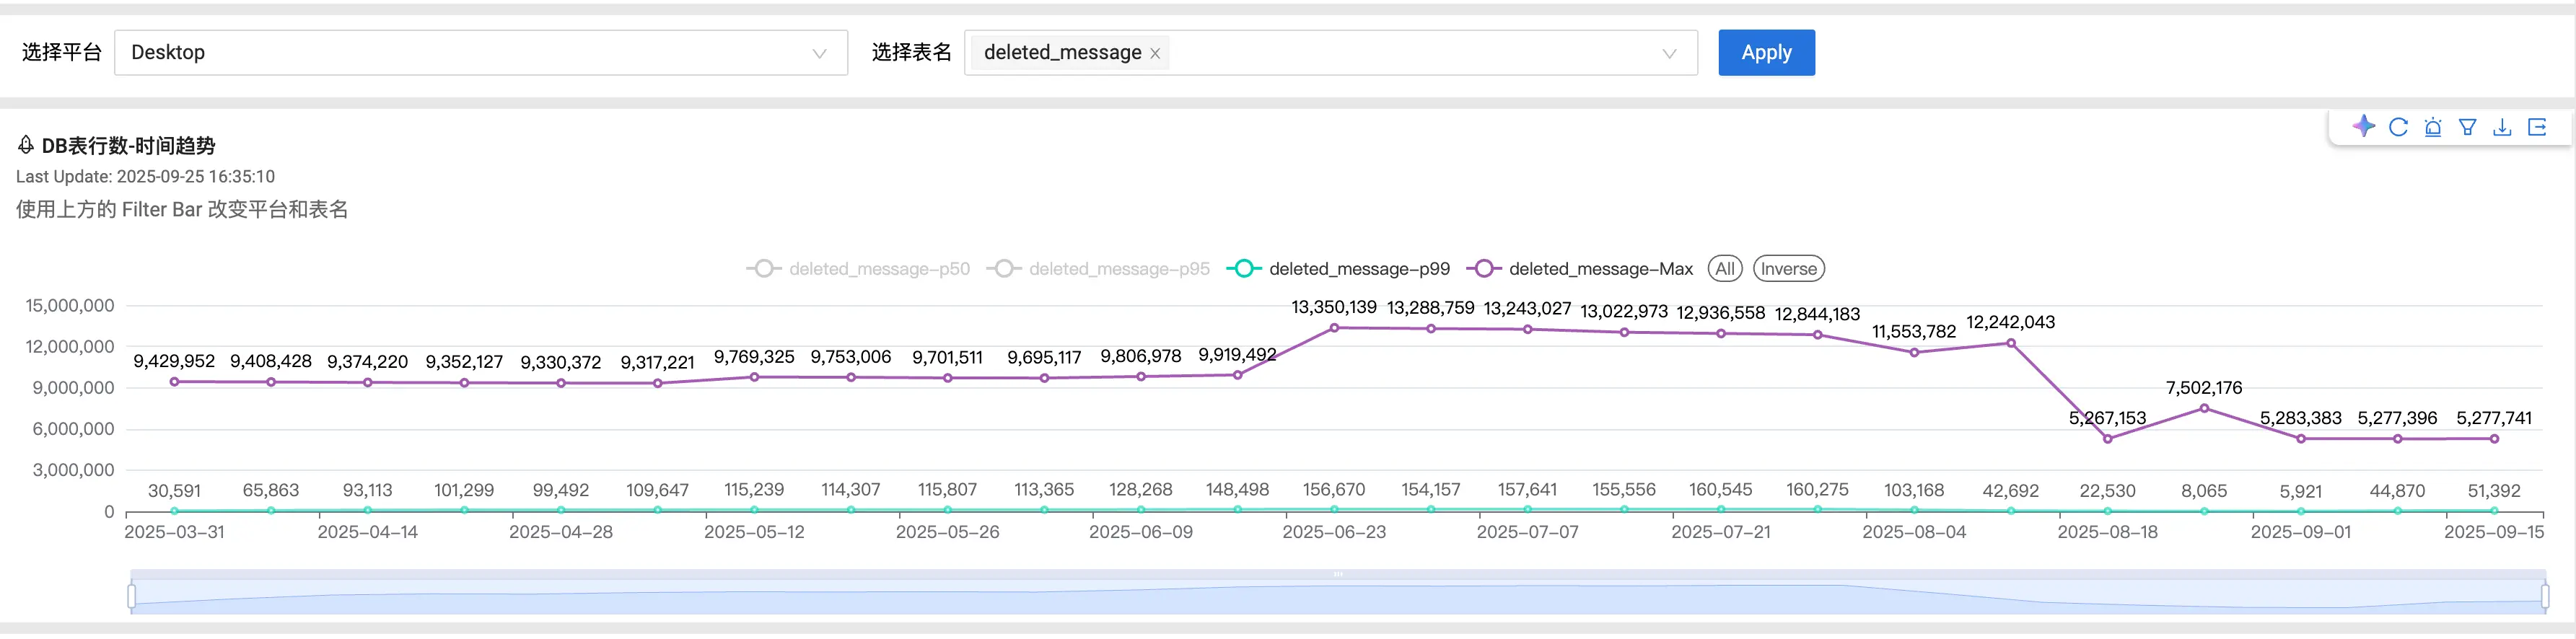 选择平台 Desktop 选择表名 deleted_message × Apply
DB表行数-时间趋势
Last Update: 2025-09-25 16:35:10
使用上方的 Filter Bar 改变平台和表名
deleted_message-p50 deleted_message-p95 deleted_message-p99 deleted_message-Max All Inverse
15,000,000
12,000,000
9,000,000
6,000,000
3,000,000
0
9,429,952 9,408,428 9,374,220 9,352,127 9,330,372 9,317,221 9,769,325 9,753,006 9,701,511 9,695,117 9,806,978 9,919,492 13,350,139 13,288,759 13,243,027 13,022,973 12,936,558 12,844,183 11,553,782 12,242,043 5,267,153 7,502,176 5,283,383 5,277,396 5,277,741
30,591 65,863 93,113 101,299 99,492 109,647 115,239 114,307 115,807 113,365 128,268 148,498 156,670 154,157 157,641 155,556 160,545 160,275 103,168 42,692 22,530 8,065 5,921 44,870 51,392
2025-03-31 2025-04-14 2025-04-28 2025-05-12 2025-05-26 2025-06-09 2025-06-23 2025-07-07 2025-07-21 2025-08-04 2025-08-18 2025-09-01 2025-09-15